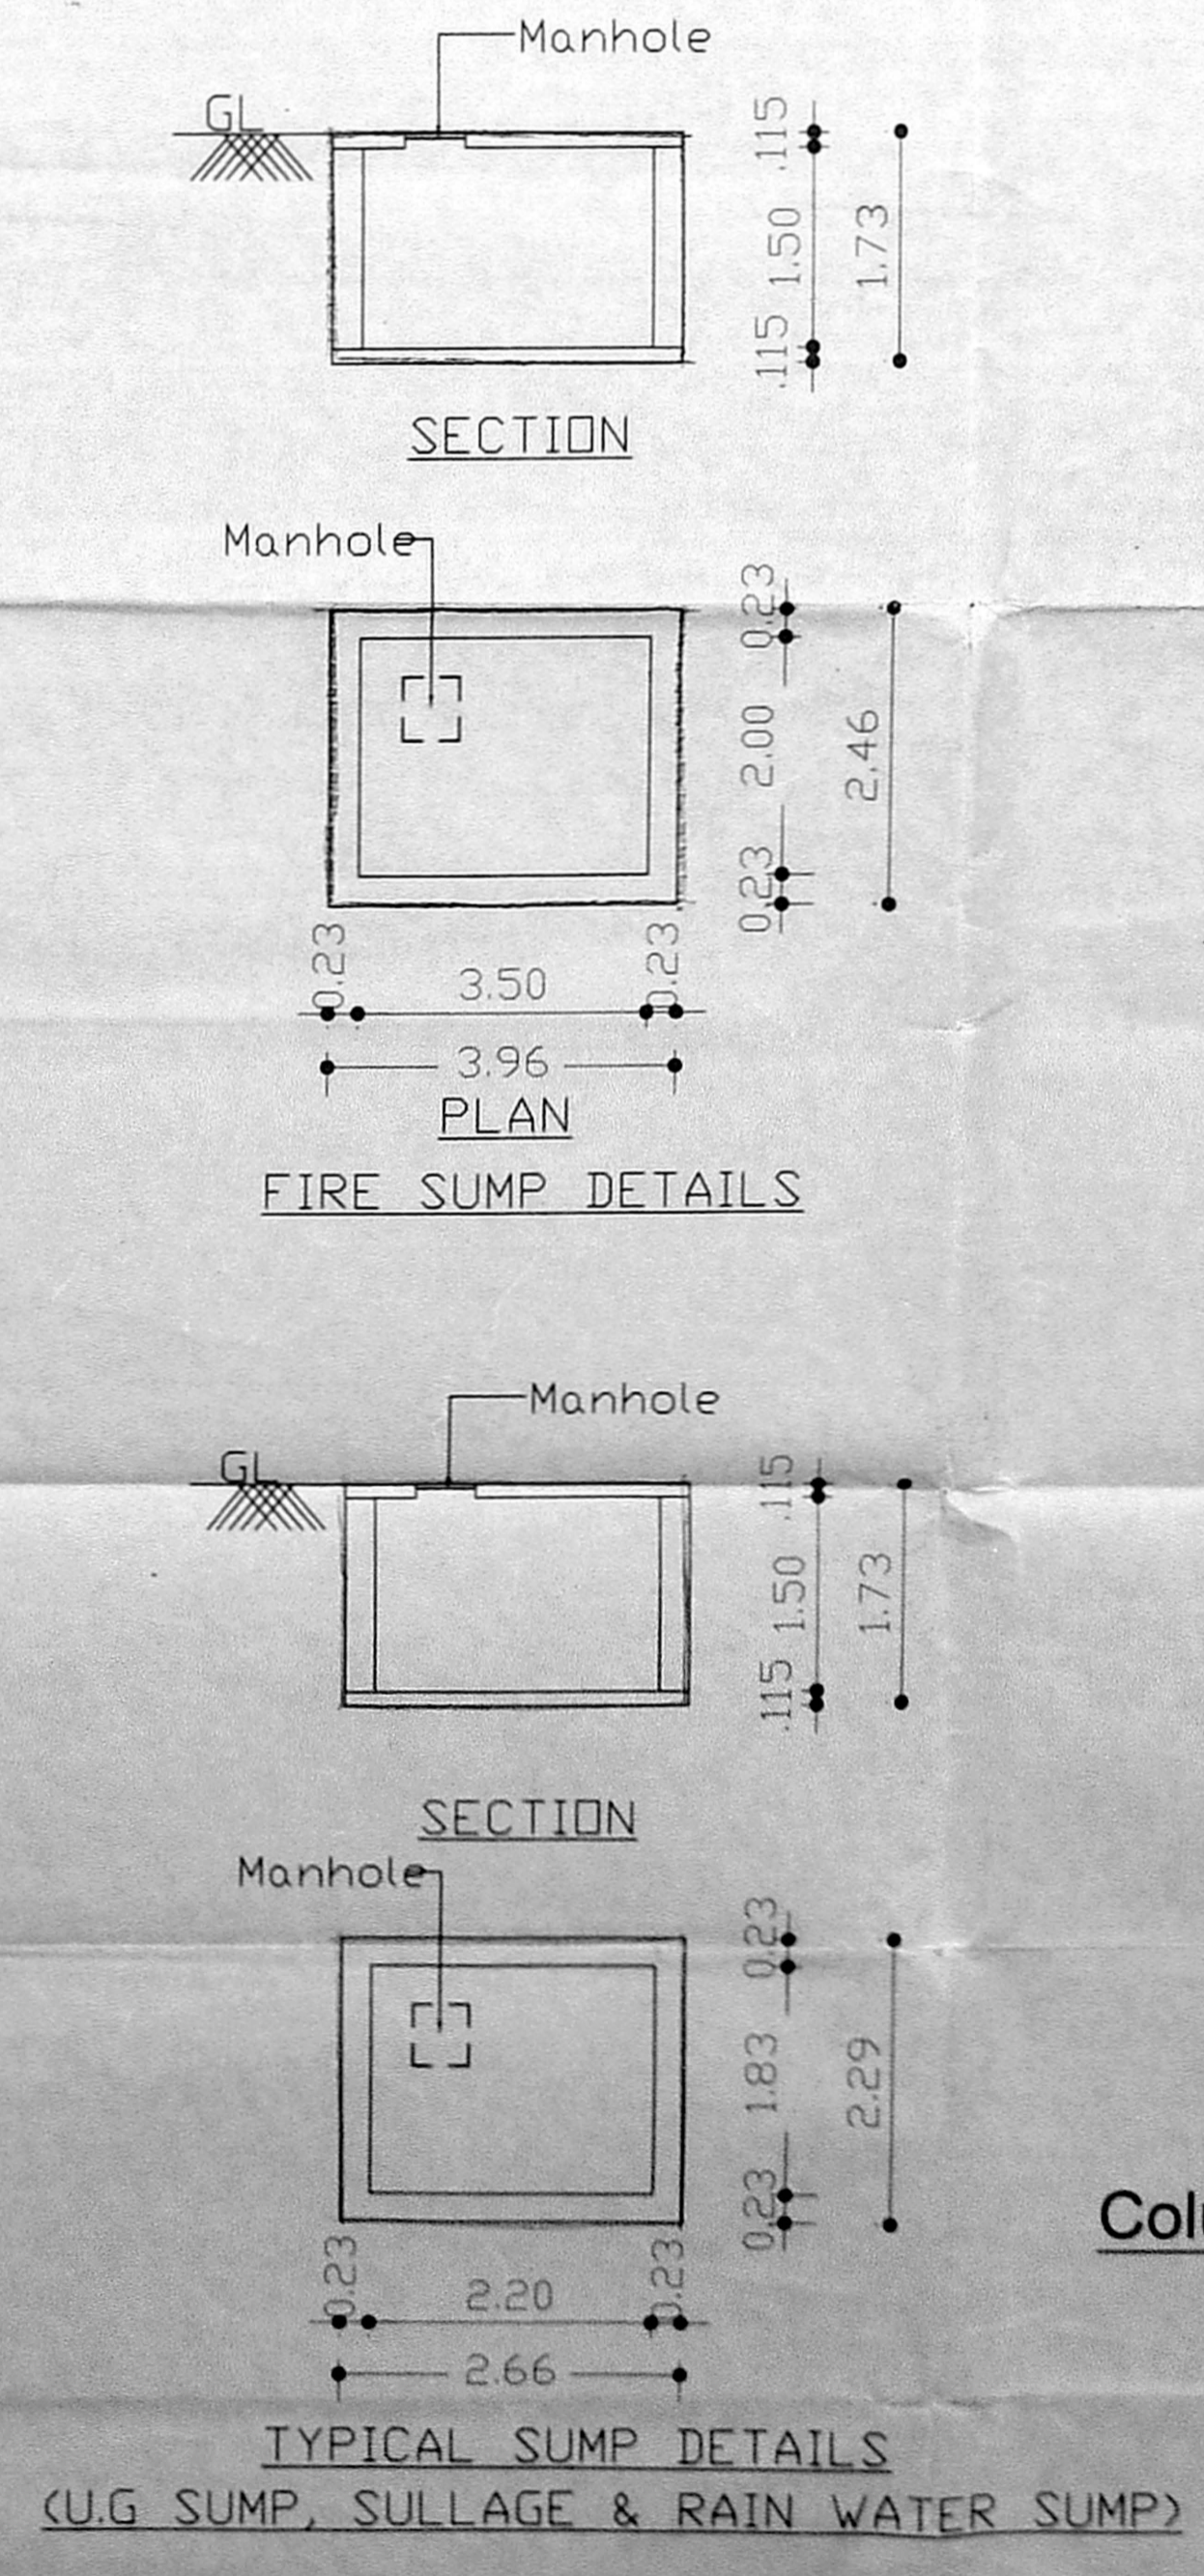 Manhole
GL
.115
1.50
.115
1.73
SECTION
Manhole
0.23
2.00
0.23
2.46
0.23
3.50
0.23
3.96
PLAN
FIRE SUMP DETAILS
Manhole
GL
.115
1.50
.115
1.73
SECTION
Manhole
0.23
1.83
0.23
2.29
0.23
2.20
0.23
2.66
TYPICAL SUMP DETAILS
(U.G SUMP, SULLAGE & RAIN WATER SUMP)